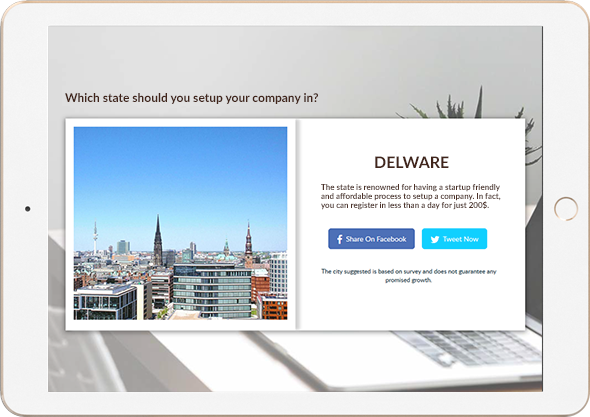 Which state should you setup your company in?
DELWARE
The state is renowned for having a startup friendly
and affordable process to setup a company. In fact,
you can register in less than a day for just 200$.
Share On Facebook
Tweet Now
The city suggested is based on survey and does not guarantee any
promised growth.